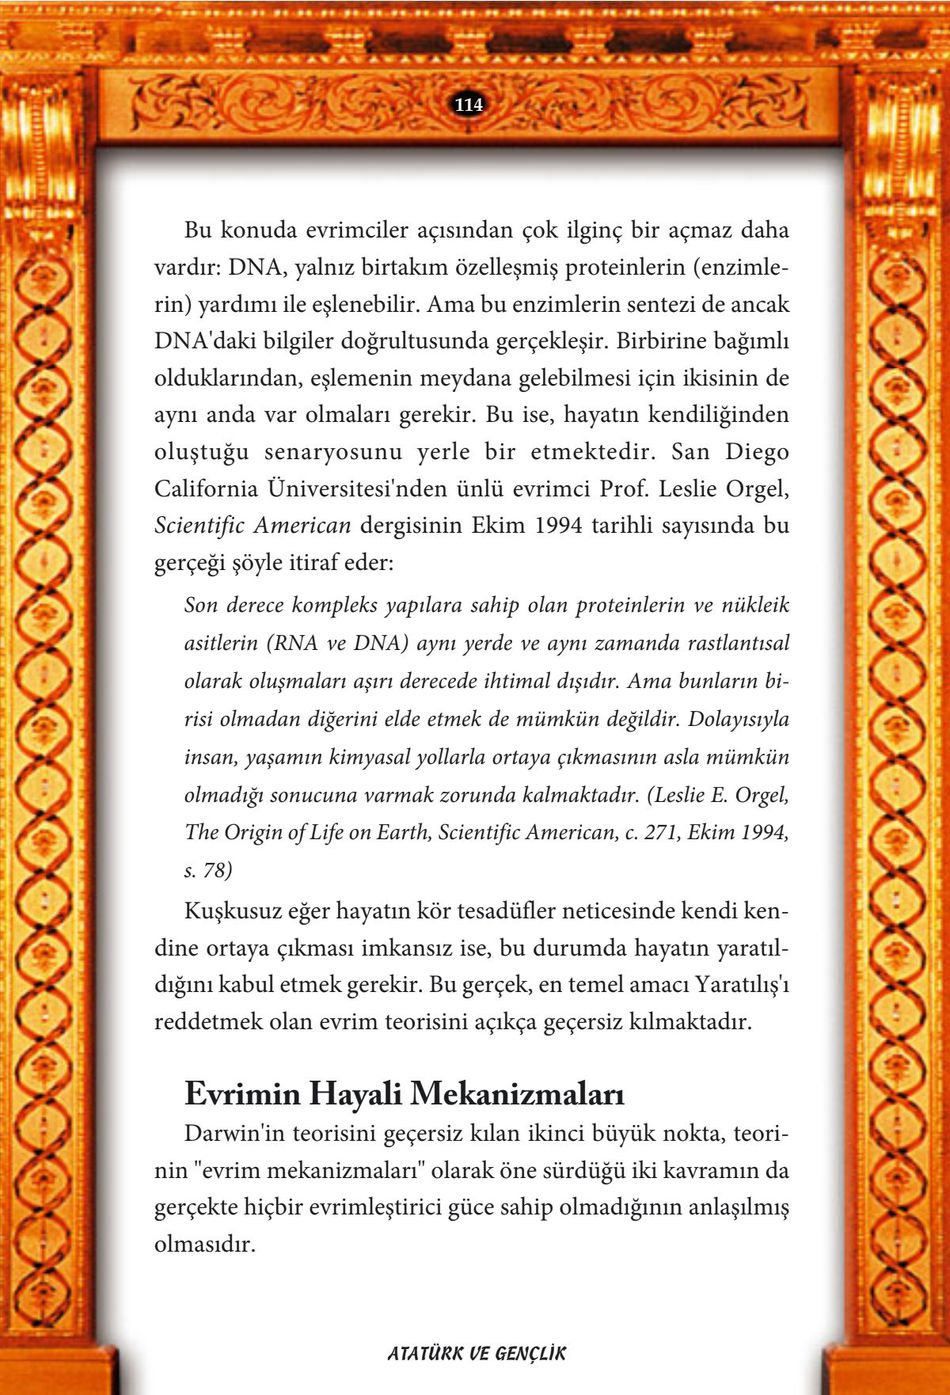 114
Bu konuda evrimciler açısından çok ilginç bir açmaz daha
vardır: DNA, yalnız birtakım özelleşmiş proteinlerin (enzimle-
rin) yardımı ile eşlenebilir. Ama bu enzimlerin sentezi de ancak
DNA'daki bilgiler doğrultusunda gerçekleşir. Birbirine bağımlı
olduklarından, eşlemenin meydana gelebilmesi için ikisinin de
aynı anda var olmaları gerekir. Bu ise, hayatın kendiliğinden
oluştuğu senaryosunu yerle bir etmektedir. San Diego
California Üniversitesi'nden ünlü evrimci Prof. Leslie Orgel,
Scientific American dergisinin Ekim 1994 tarihli sayısında bu
gerçeği şöyle itiraf eder:
Son derece kompleks yapılara sahip olan proteinlerin ve nükleik
asitlerin (RNA ve DNA) aynı yerde ve aynı zamanda rastlantısal
olarak oluşmaları aşırı derecede ihtimal dışıdır. Ama bunların bi-
risi olmadan diğerini elde etmek de mümkün değildir. Dolayısıyla
insan, yaşamın kimyasal yollarla ortaya çıkmasının asla mümkün
olmadığı sonucuna varmak zorunda kalmaktadır. (Leslie E. Orgel,
The Origin of Life on Earth, Scientific American, c. 271, Ekim 1994,
s. 78)
Kuşkusuz eğer hayatın kör tesadüfler neticesinde kendi ken-
dine ortaya çıkması imkansız ise, bu durumda hayatın yaratıl-
dığını kabul etmek gerekir. Bu gerçek, en temel amacı Yaratılış'ı
reddetmek olan evrim teorisini açıkça geçersiz kılmaktadır.
Evrimin Hayali Mekanizmaları
Darwin'in teorisini geçersiz kılan ikinci büyük nokta, teori-
nin "evrim mekanizmaları" olarak öne sürdüğü iki kavramın da
gerçekte hiçbir evrimleştirici güce sahip olmadığının anlaşılmış
olmasıdır.
ATATÜRK VE GENÇLİK